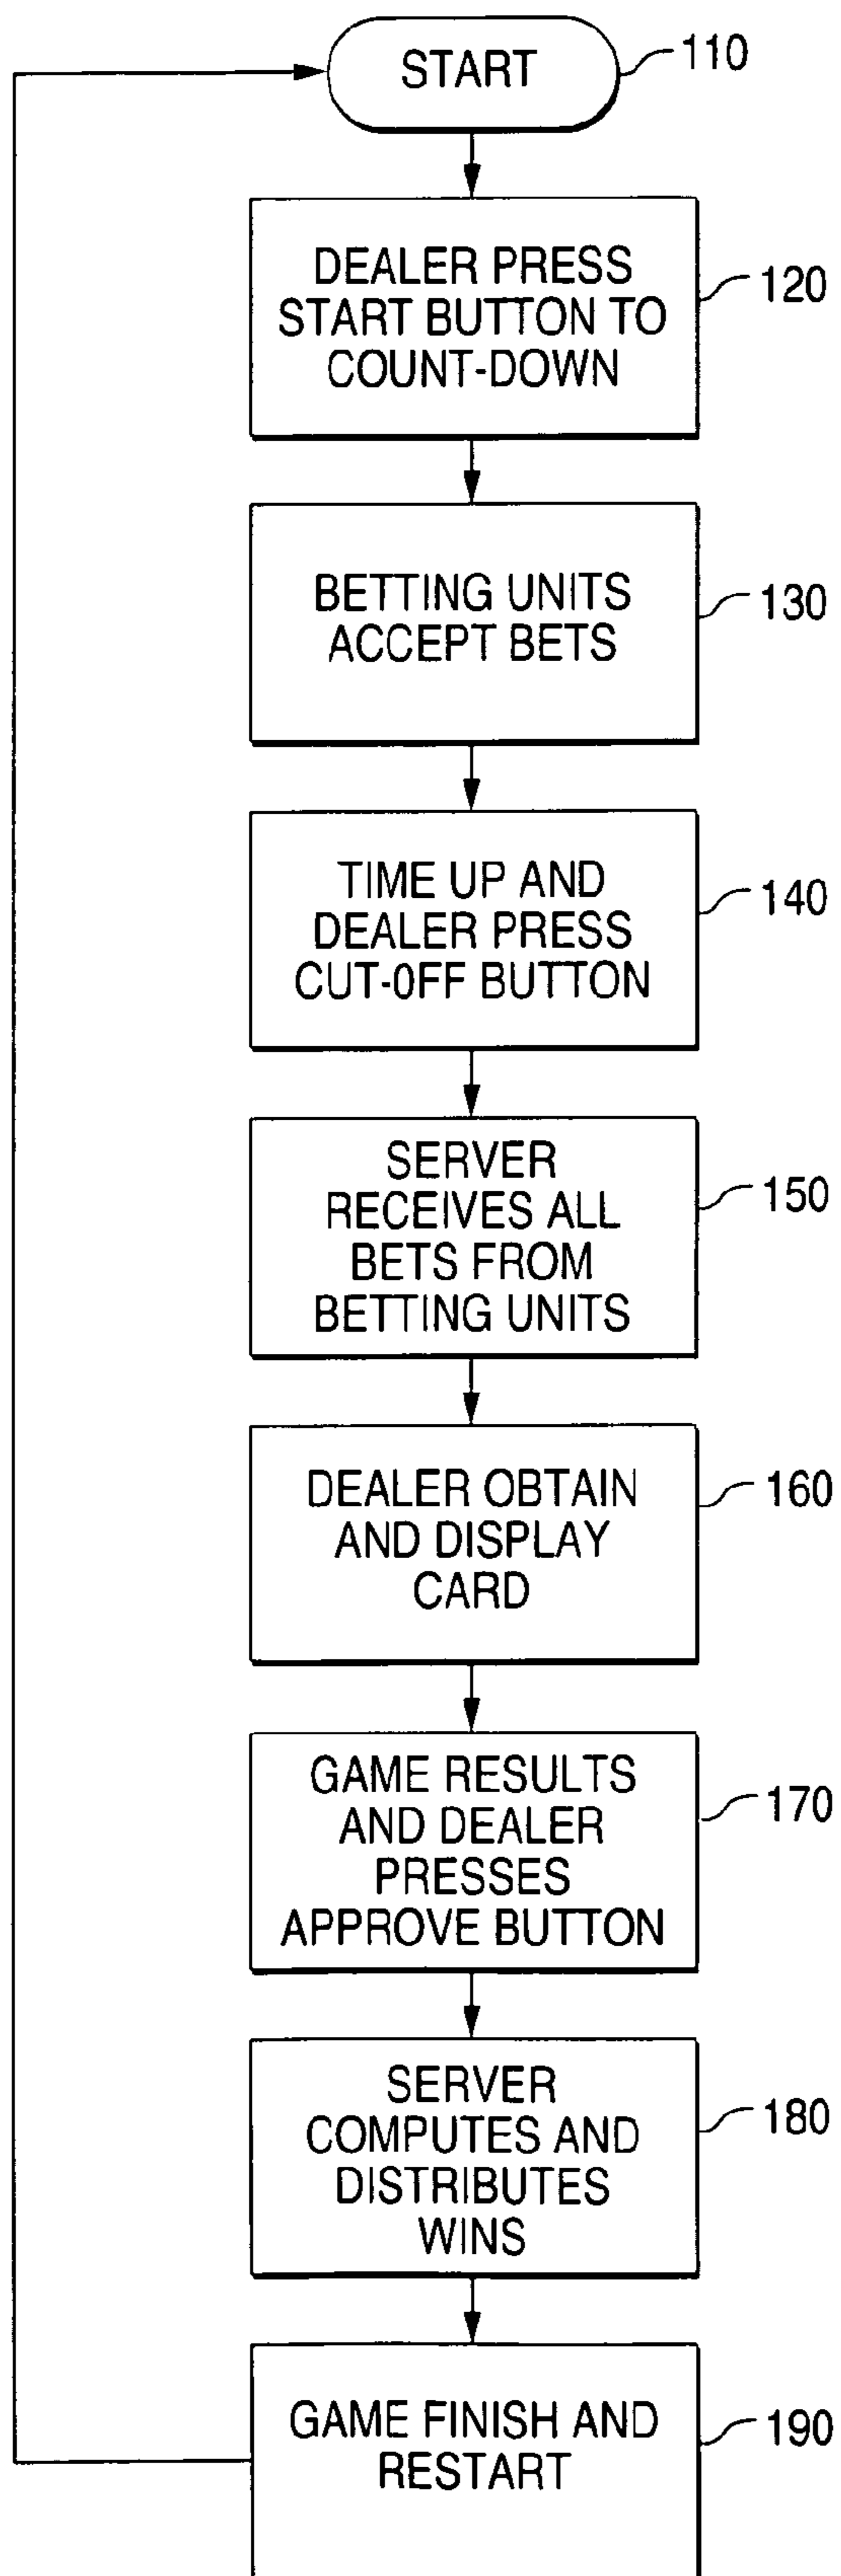 START
110
DEALER PRESS
START BUTTON TO
COUNT-DOWN
120
BETTING UNITS
ACCEPT BETS
130
TIME UP AND
DEALER PRESS
CUT-0FF BUTTON
140
SERVER
RECEIVES ALL
BETS FROM
BETTING UNITS
150
DEALER OBTAIN
AND DISPLAY
CARD
160
GAME RESULTS
AND DEALER
PRESSES
APPROVE BUTTON
170
SERVER
COMPUTES AND
DISTRIBUTES
WINS
180
GAME FINISH AND
RESTART
190